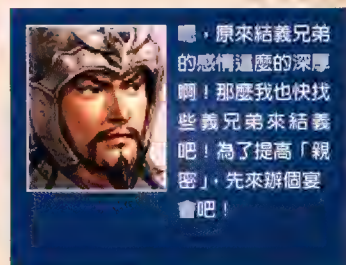 嗯，原來結義兄弟
的感情這麼的深厚
啊！那麼我也快找
些義兄弟來結義
吧！為了提高「親
密」，先來辦個宴
會吧！